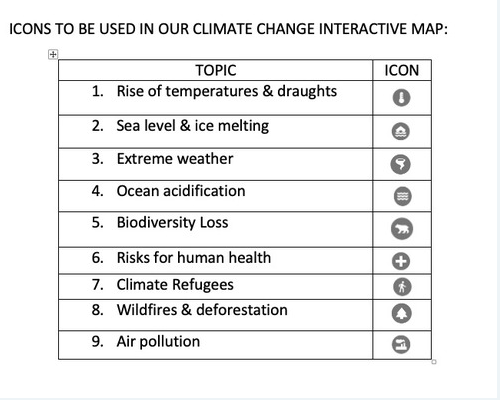 ICONS TO BE USED IN OUR CLIMATE CHANGE INTERACTIVE MAP:
TOPIC ICON
1. Rise of temperatures & draughts
2. Sea level & ice melting
3. Extreme weather
4. Ocean acidification
5. Biodiversity Loss
6. Risks for human health
7. Climate Refugees
8. Wildfires & deforestation
9. Air pollution